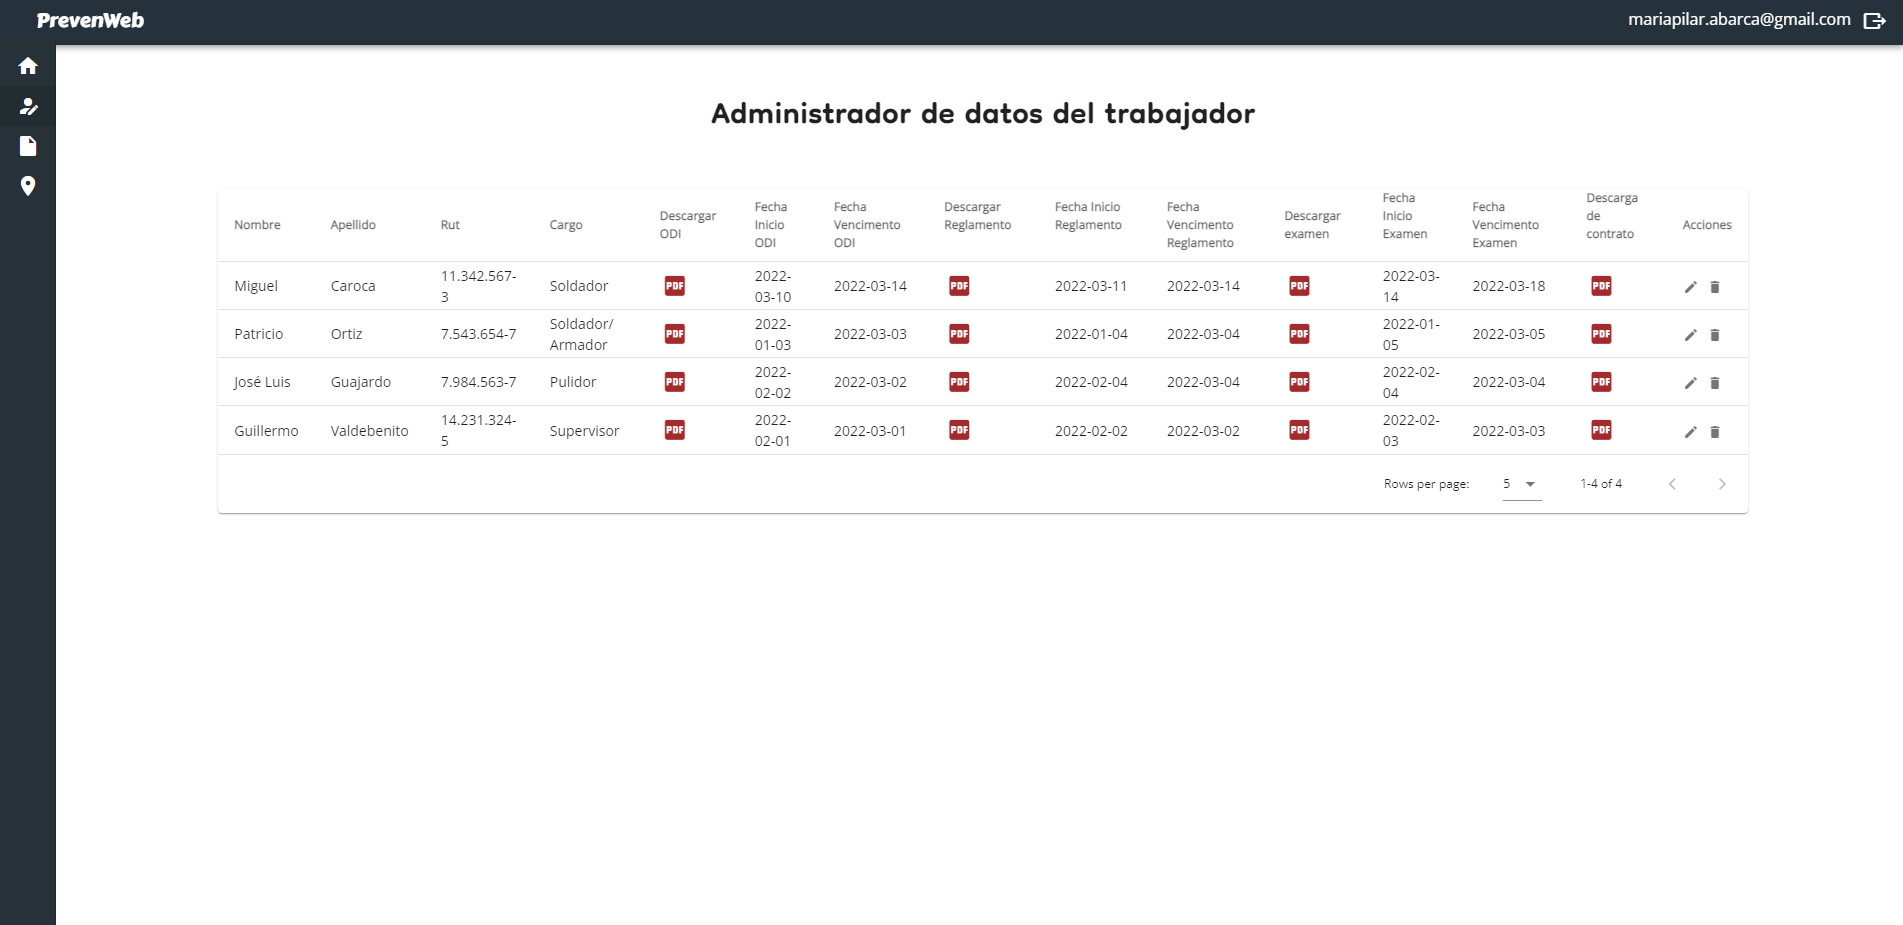 PrevenWeb
mariapilar.abarca@gmail.com
Administrador de datos del trabajador
Nombre Apellido Rut Cargo Descargar ODI Fecha Inicio ODI Fecha Vencimiento ODI Descargar Reglamento Fecha Inicio Reglamento Fecha Vencimiento Reglamento Descargar examen Fecha Inicio Examen Fecha Vencimiento Examen Descarga de contrato Acciones
Miguel Caroca 11.342.567-3 Soldador PDF 2022-03-10 2022-03-14 PDF 2022-03-11 2022-03-14 PDF 2022-03-14 2022-03-18 PDF
Patricio Ortiz 7.543.654-7 Soldador/Armador PDF 2022-01-03 2022-03-03 PDF 2022-01-04 2022-03-04 PDF 2022-01-05 2022-03-05 PDF
José Luis Guajardo 7.984.563-7 Pulidor PDF 2022-02-02 2022-03-02 PDF 2022-02-04 2022-03-04 PDF 2022-02-04 2022-03-04 PDF
Guillermo Valdebenito 14.231.324-5 Supervisor PDF 2022-02-01 2022-03-01 PDF 2022-02-02 2022-03-02 PDF 2022-02-03 2022-03-03 PDF
Rows per page: 5 1-4 of 4